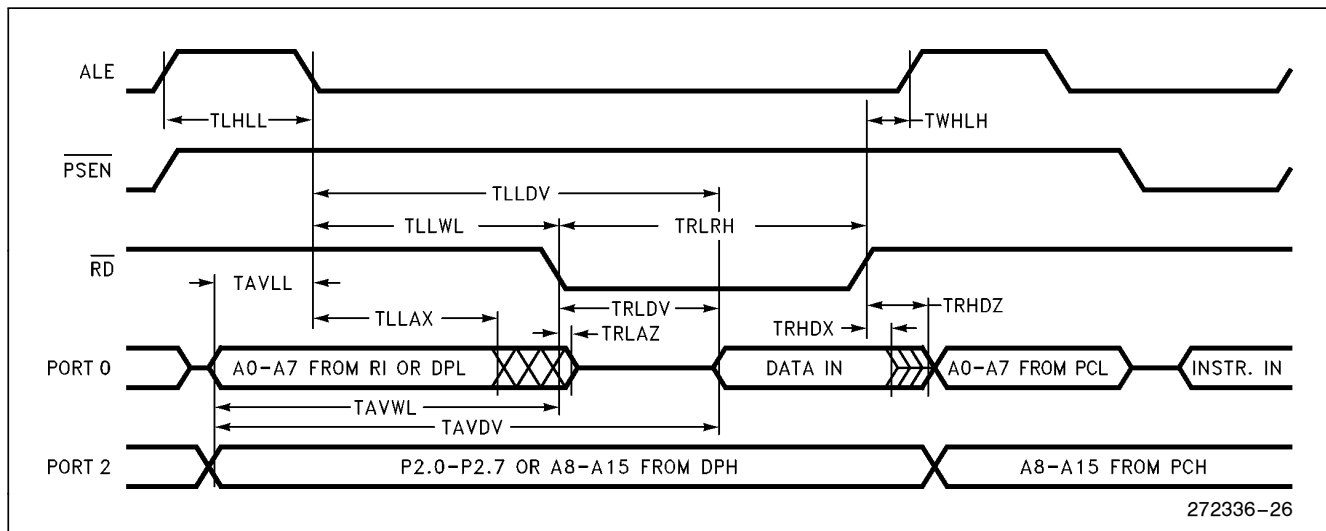 ALE
TLHLL
TWHLH
PSEN
TLLDV
TLLWL
TRLRH
RD
TAVLL
TRLDV
TRHDZ
TLLAX
TRLAZ
TRHDX
PORT 0
A0–A7 FROM RI OR DPL
DATA IN
A0–A7 FROM PCL
INSTR. IN
TAVWL
TAVDV
PORT 2
P2.0–P2.7 OR A8–A15 FROM DPH
A8–A15 FROM PCH
272336–26